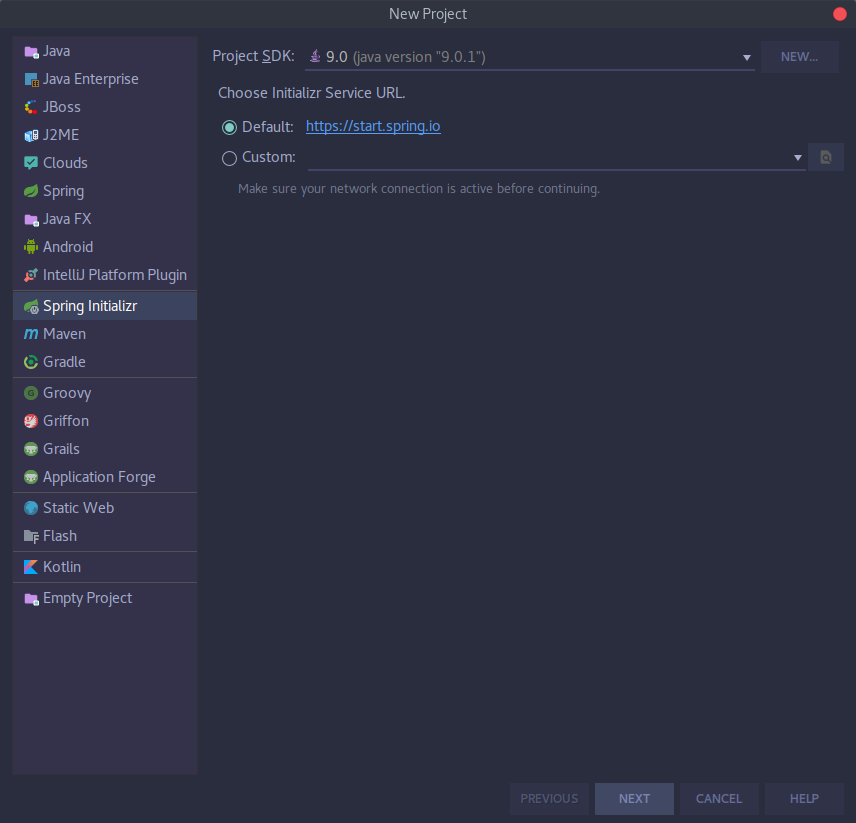 New Project
Java
Java Enterprise
JBoss
J2ME
Clouds
Spring
Java FX
Android
IntelliJ Platform Plugin
Spring Initializr
Maven
Gradle
Groovy
Griffon
Grails
Application Forge
Static Web
Flash
Kotlin
Empty Project
Project SDK: 9.0 (java version "9.0.1") NEW...
Choose Initializr Service URL.
Default: https://start.spring.io
Custom:
Make sure your network connection is active before continuing.
PREVIOUS NEXT CANCEL HELP